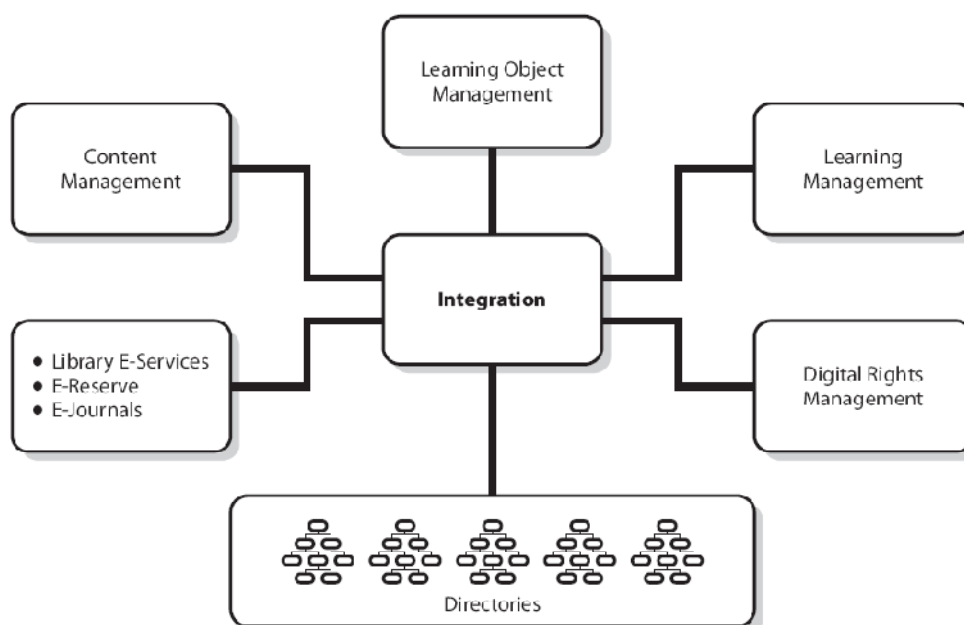 Learning Object
Management
Content
Management
Learning
Management
Integration
• Library E-Services
• E-Reserve
• E-Journals
Digital Rights
Management
Directories